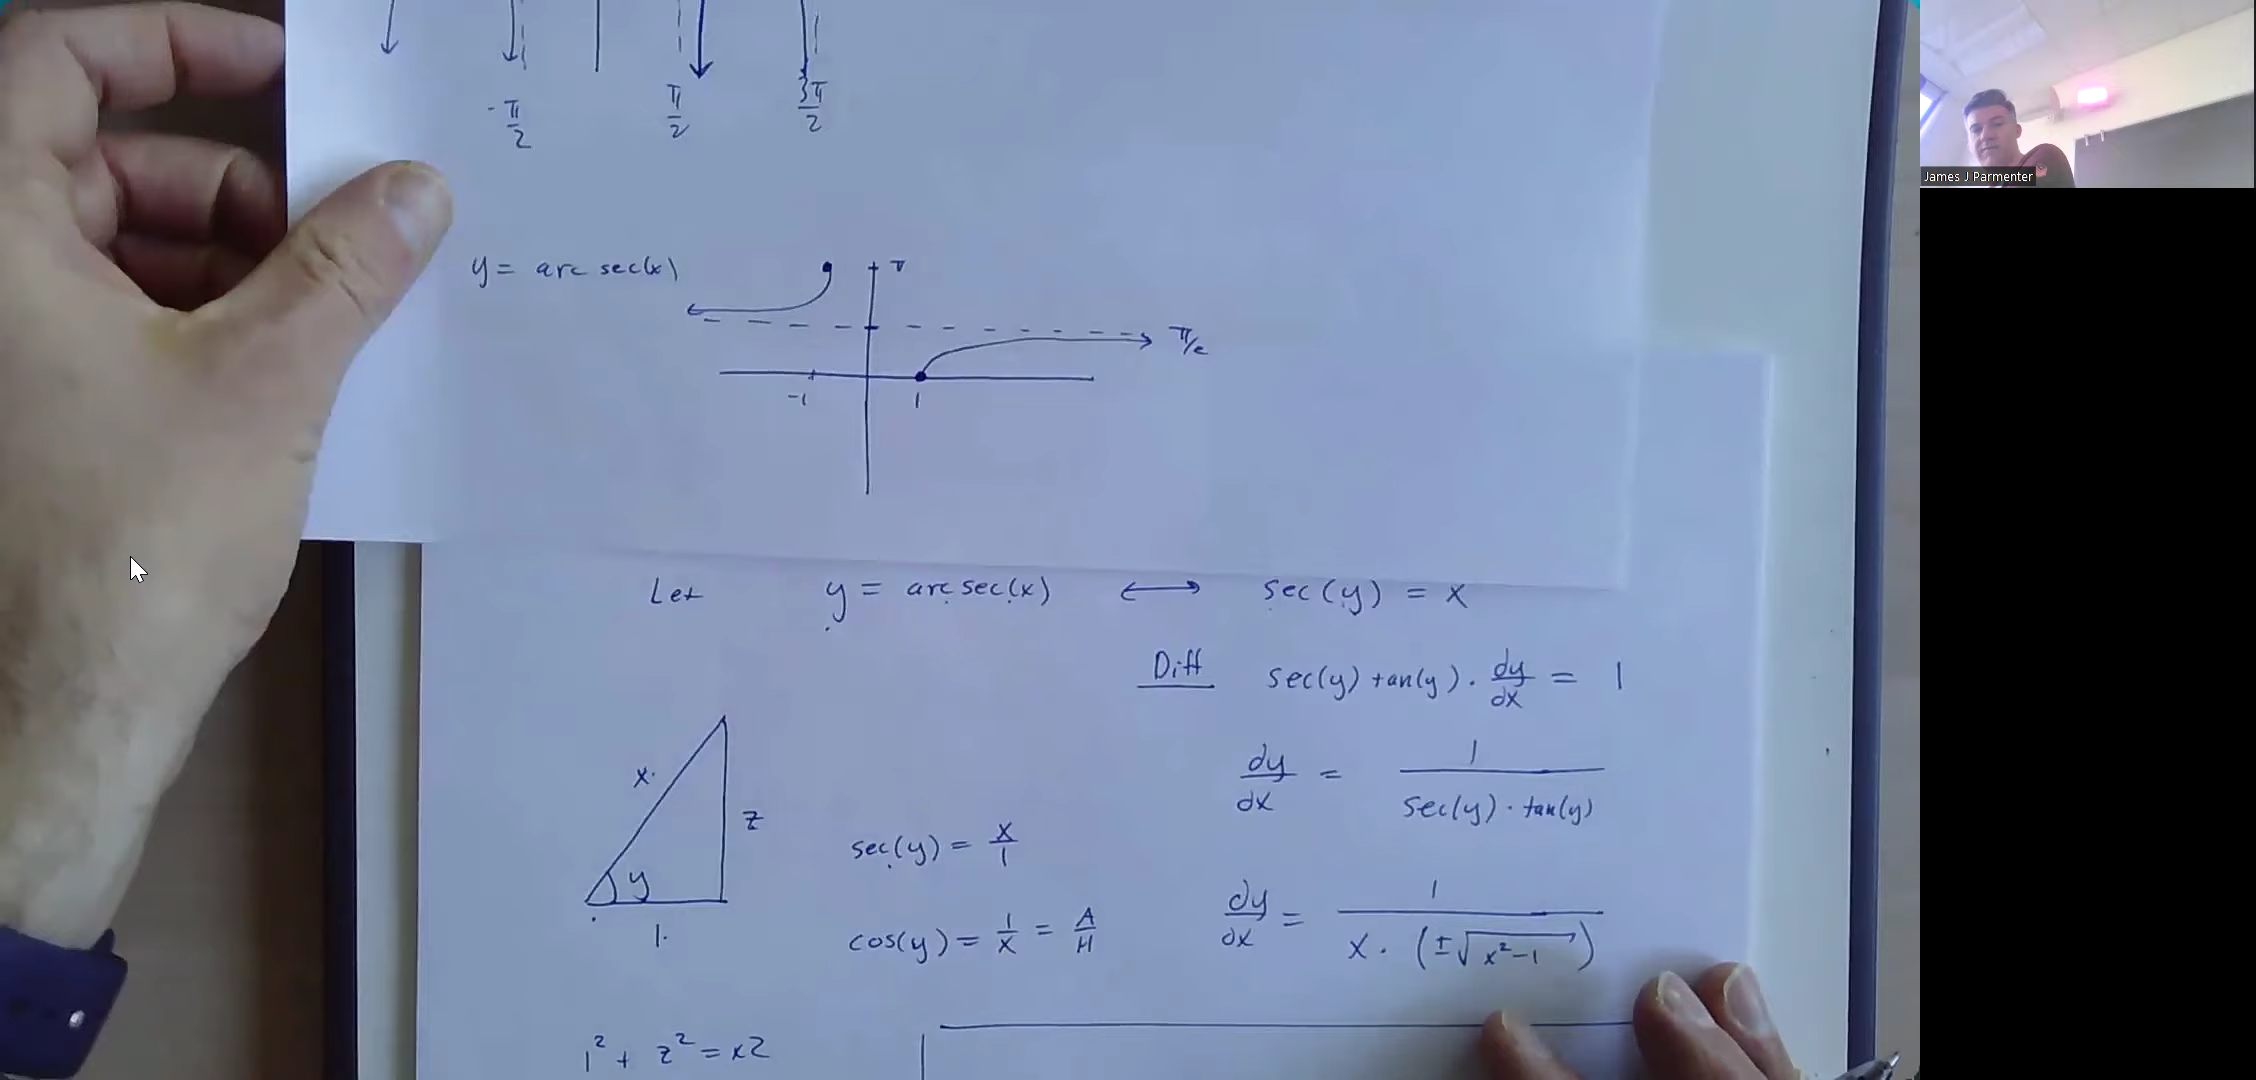 -π/2 π/2 3π/2
James J Parmenter
y = arc sec(x)
π
π/2
-1 1
Let y = arc sec(x) ⟷ sec(y) = x
Diff sec(y) tan(y) · dy/dx = 1
x
z
y
1
dy/dx = 1/(sec(y) · tan(y))
sec(y) = x/1
cos(y) = 1/x = A/H
dy/dx = 1/(x · (±√(x²-1)))
1² + z² = x2